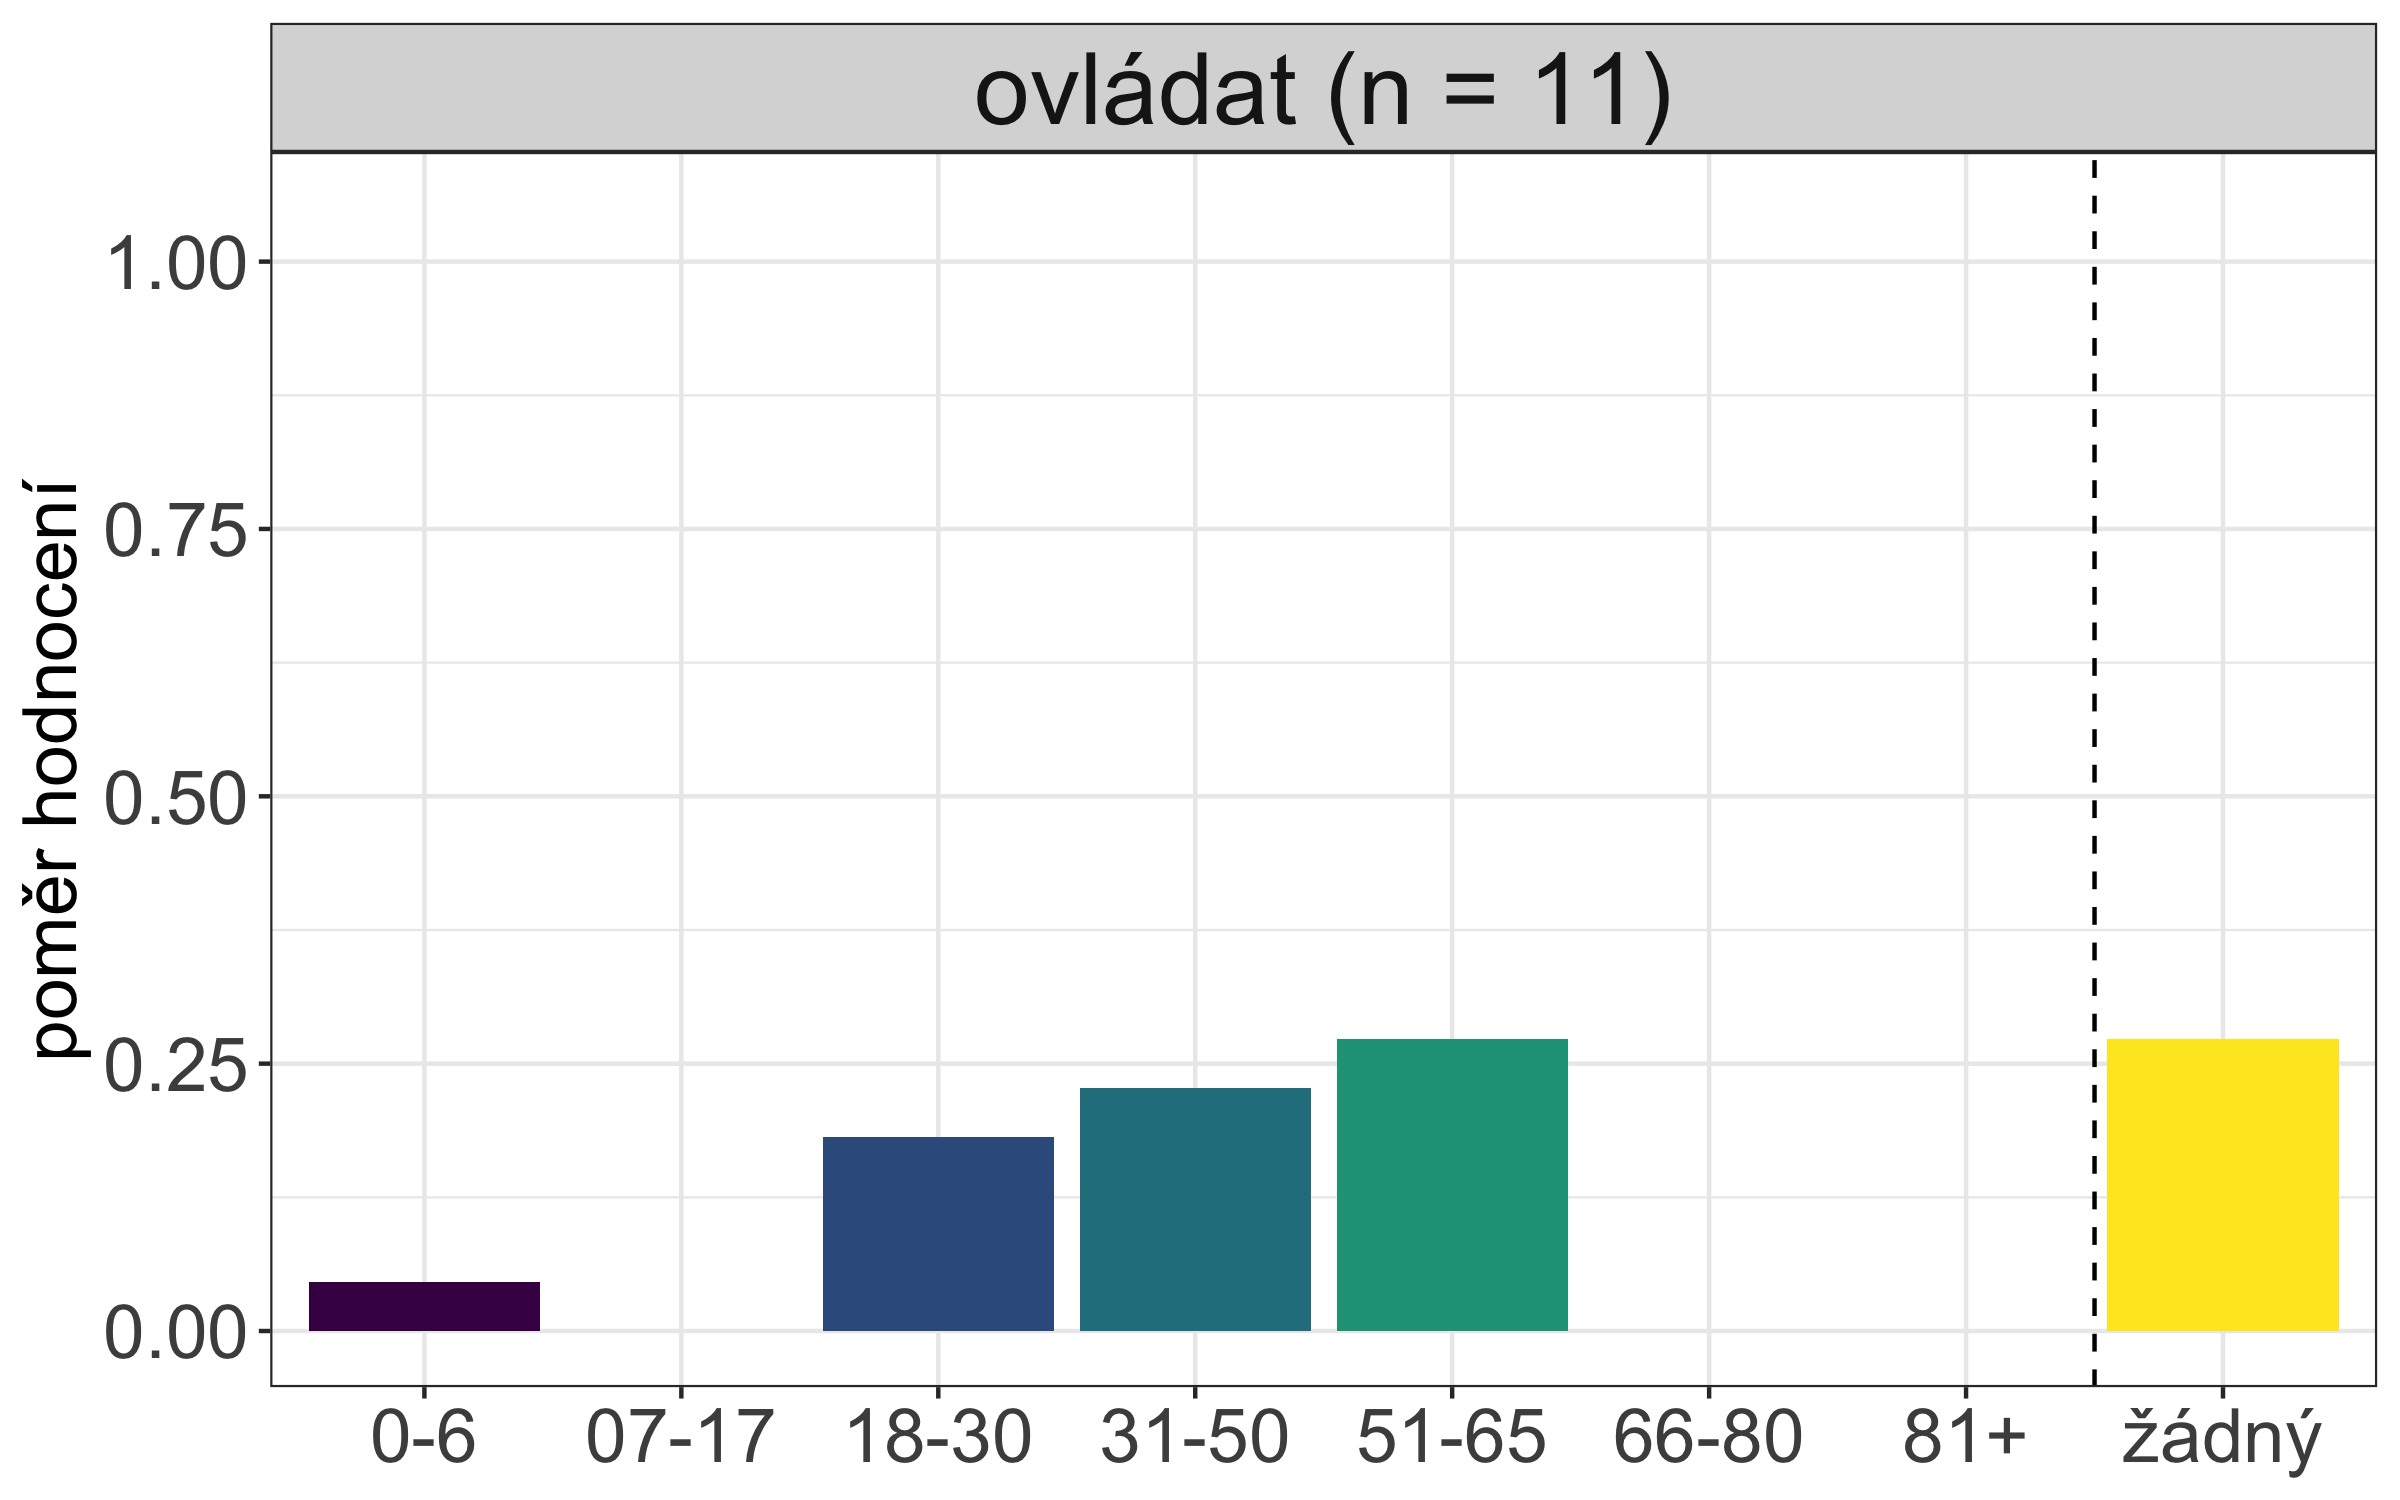 ovládat (n = 11)
poměr hodnocení
1.00
0.75
0.50
0.25
0.00
0-6 07-17 18-30 31-50 51-65 66-80 81+ žádný